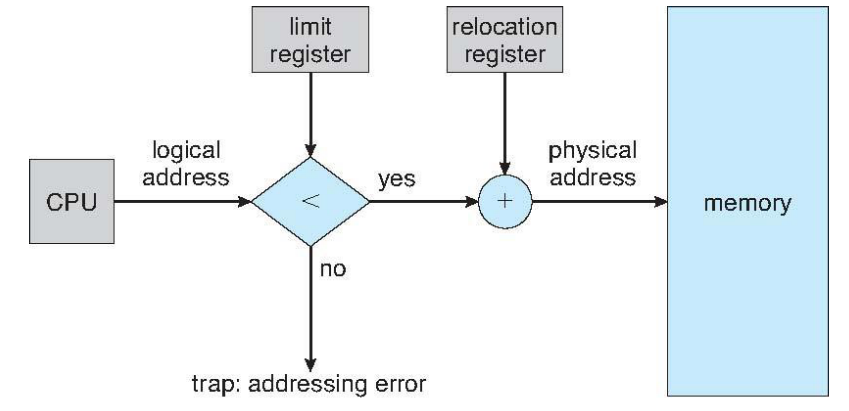 limit
register
relocation
register
logical
address
physical
address
CPU
<
yes
+
memory
no
trap: addressing error